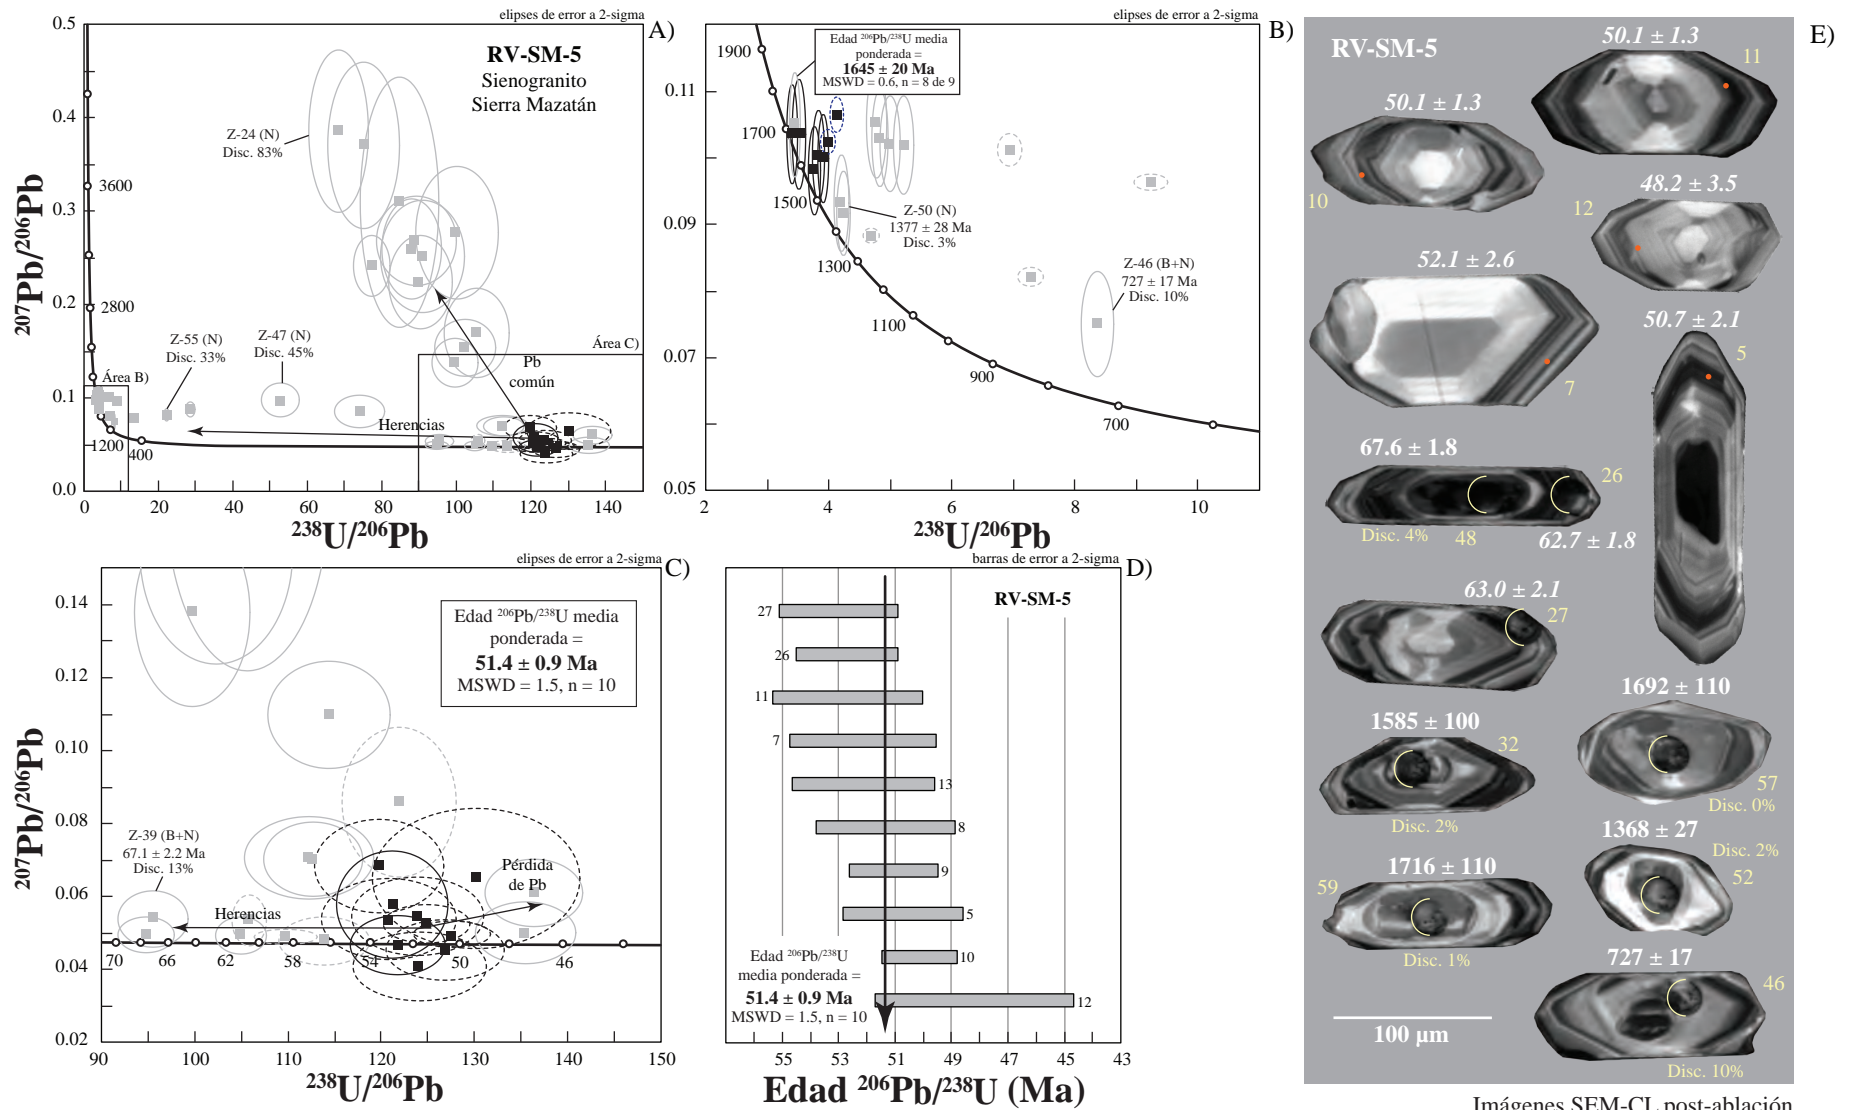 elipses de error a 2-sigma
A)
RV-SM-5
Sienogranito
Sierra Mazatán
Z-24 (N)
Disc. 83%
Z-55 (N)
Disc. 33%
Z-47 (N)
Disc. 45%
Área B)
Área C)
Pb
común
Herencias
3600
2800
1200
400
0.5
0.4
0.3
0.2
0.1
0.0
0 20 40 60 80 100 120 140
207Pb/206Pb
238U/206Pb
elipses de error a 2-sigma
B)
Edad 206Pb/238U media
ponderada =
1645 ± 20 Ma
MSWD = 0.6, n = 8 de 9
1900
1700
1500
1300
1100
900
700
Z-50 (N)
1377 ± 28 Ma
Disc. 3%
Z-46 (B+N)
727 ± 17 Ma
Disc. 10%
0.11
0.09
0.07
0.05
2 4 6 8 10
238U/206Pb
elipses de error a 2-sigma
C)
Edad 206Pb/238U media
ponderada =
51.4 ± 0.9 Ma
MSWD = 1.5, n = 10
Z-39 (B+N)
67.1 ± 2.2 Ma
Disc. 13%
Herencias
Pérdida
de Pb
70 66 62 58 54 50 46
0.14
0.12
0.10
0.08
0.06
0.04
0.02
90 100 110 120 130 140 150
207Pb/206Pb
238U/206Pb
barras de error a 2-sigma
D)
RV-SM-5
27
26
11
7
13
8
9
5
10
12
Edad 206Pb/238U
media ponderada =
51.4 ± 0.9 Ma
MSWD = 1.5, n = 10
55 53 51 49 47 45 43
Edad 206Pb/238U (Ma)
E)
RV-SM-5
50.1 ± 1.3
11
50.1 ± 1.3
10
48.2 ± 3.5
12
52.1 ± 2.6
7
50.7 ± 2.1
5
67.6 ± 1.8
26
Disc. 4%
48
62.7 ± 1.8
63.0 ± 2.1
27
1692 ± 110
57
Disc. 0%
1585 ± 100
32
Disc. 2%
1368 ± 27
Disc. 2%
52
1716 ± 110
59
Disc. 1%
727 ± 17
46
Disc. 10%
100 µm
Imágenes SEM-CL post-ablación